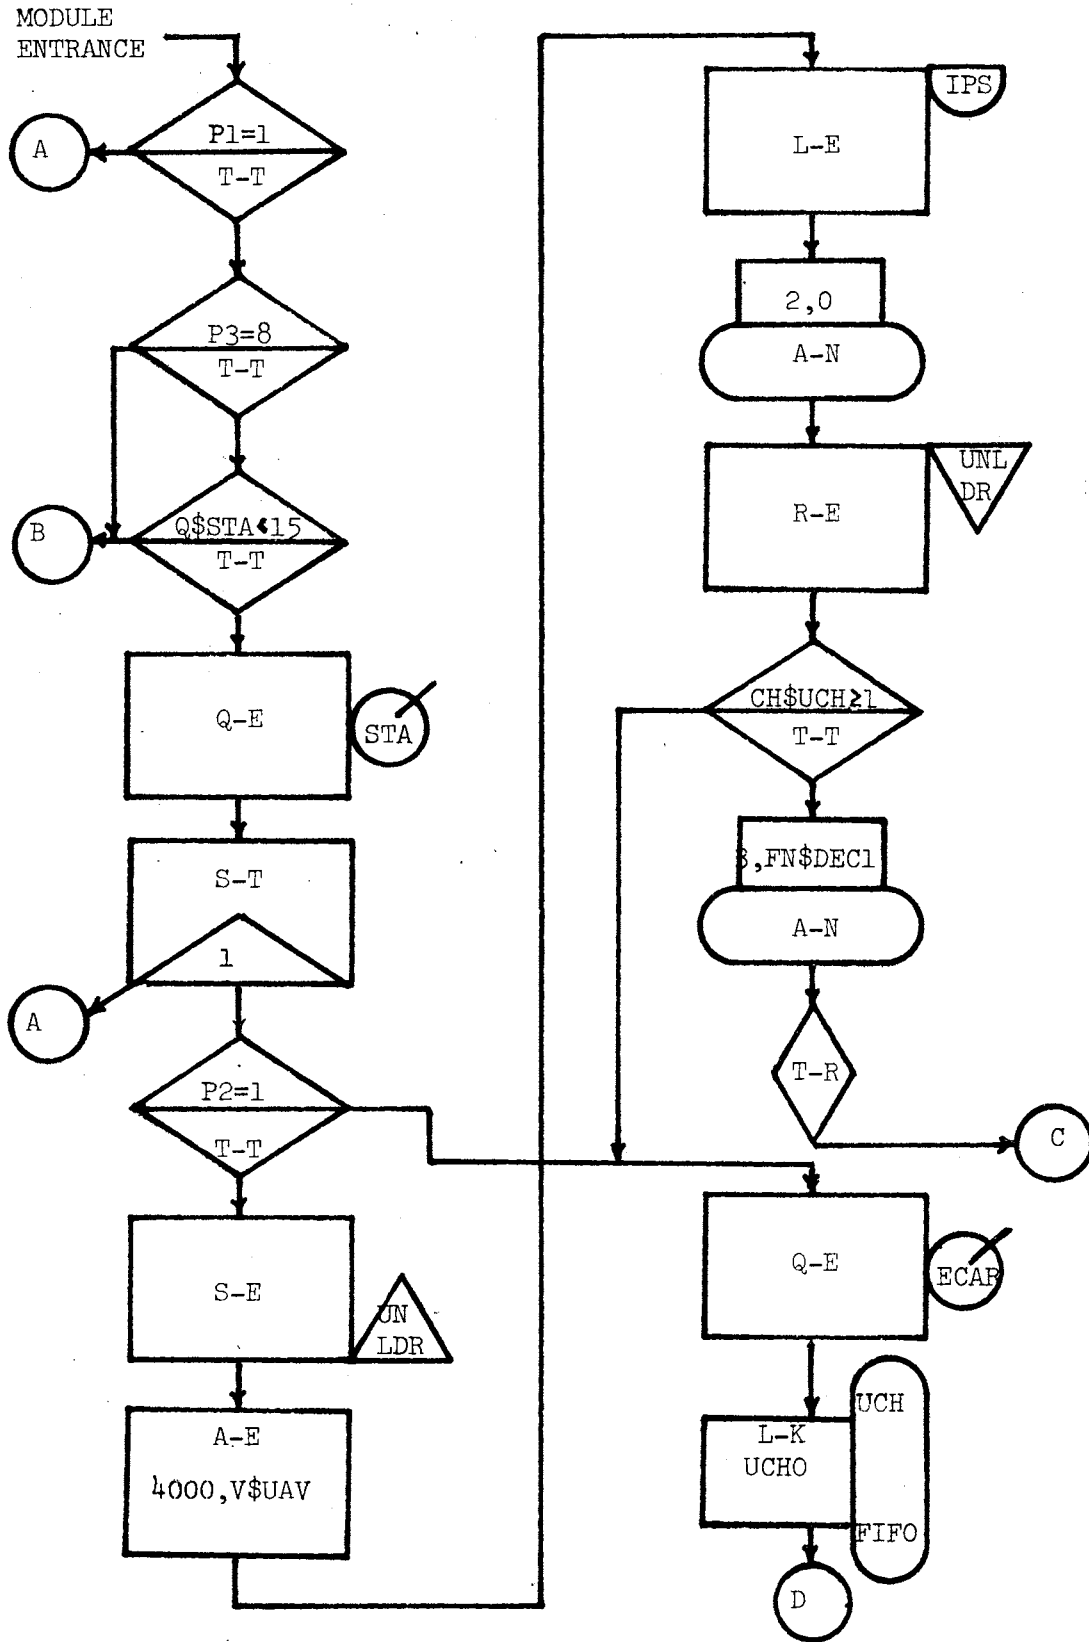 MODULE
ENTRANCE
P1=1
T-T
A
P3=8
T-T
Q$STA<15
T-T
B
Q-E
STA
S-T
1
A
P2=1
T-T
S-E
UN
LDR
A-E
4000,V$UAV
IPS
L-E
2,0
A-N
UNL
DR
R-E
CH$UCH≥1
T-T
3,FN$DEC1
A-N
T-R
C
Q-E
ECAR
UCH
L-K
UCHO
FIFO
D